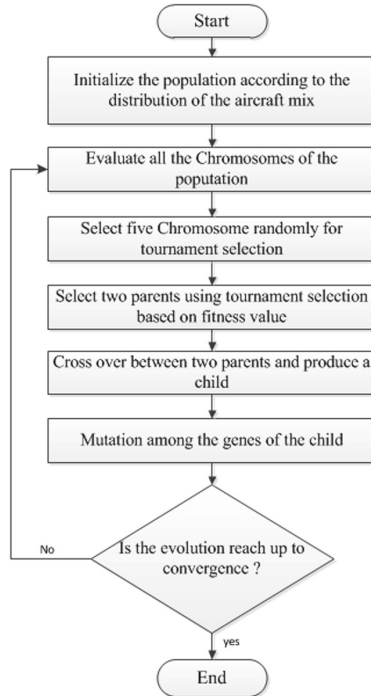 Start
Initialize the population according to the
distribution of the aircraft mix
Evaluate all the Chromosomes of the
population
Select five Chromosome randomly for
tournament selection
Select two parents using tournament selection
based on fitness value
Cross over between two parents and produce a
child
Mutation among the genes of the child
Is the evolution reach up to
convergence ?
No
yes
End